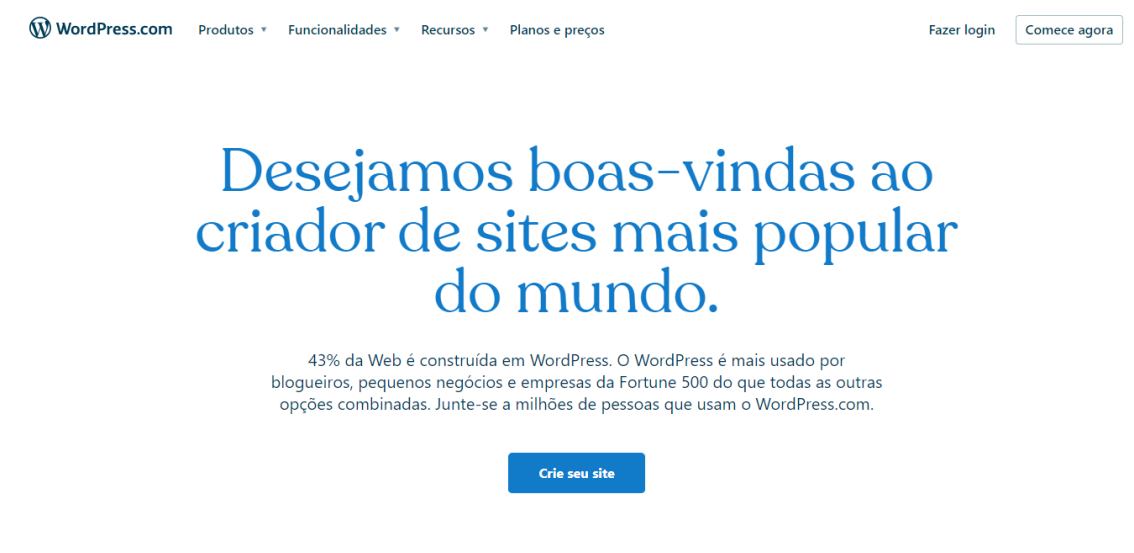 WordPress.com Produtos Funcionalidades Recursos Planos e preços Fazer login Comece agora
Desejamos boas-vindas ao
criador de sites mais popular
do mundo.
43% da Web é construída em WordPress. O WordPress é mais usado por
blogueiros, pequenos negócios e empresas da Fortune 500 do que todas as outras
opções combinadas. Junte-se a milhões de pessoas que usam o WordPress.com.
Crie seu site